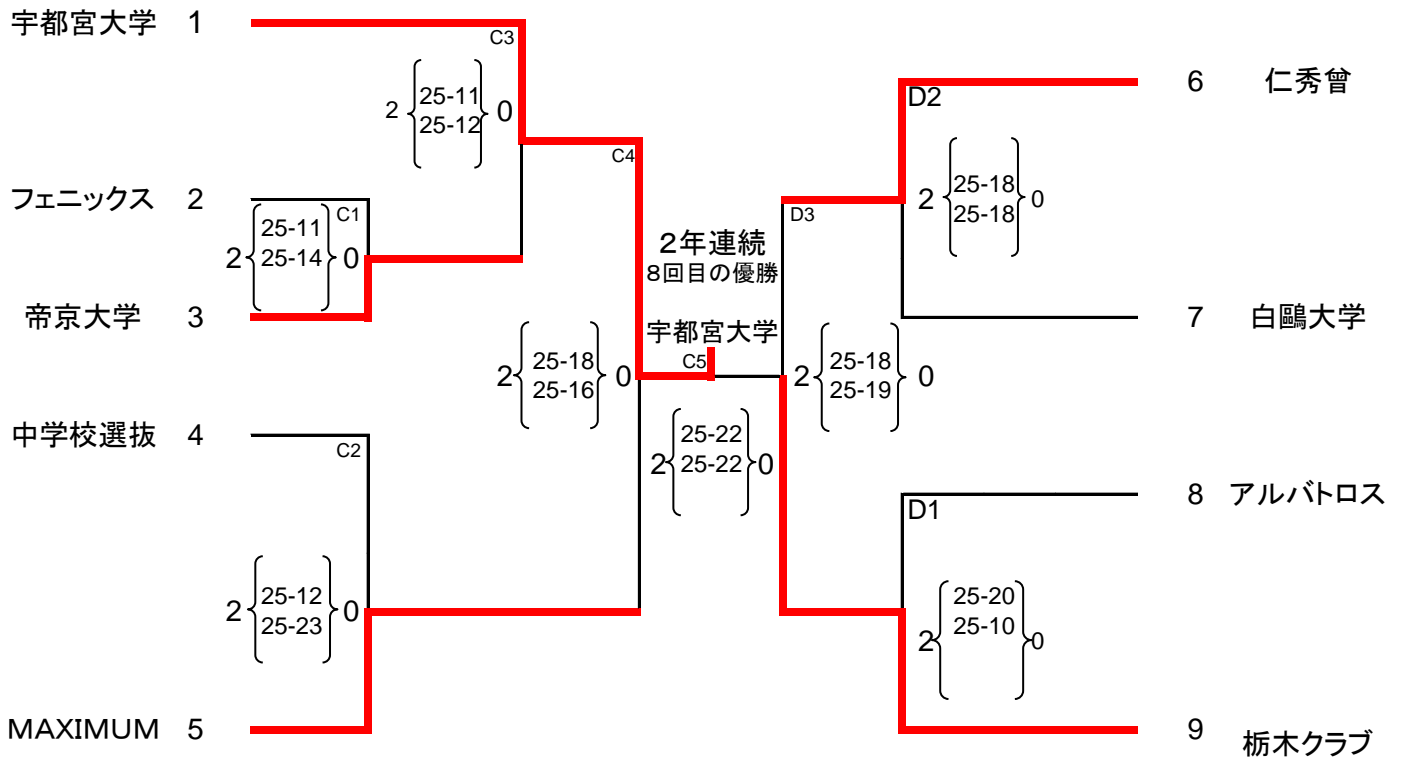 宇都宮大学 1
C3
2 25-11 0
25-12
フェニックス 2
C1
2 25-11 0
25-14
帝京大学 3
C4
2 25-18 0
25-16
中学校選抜 4
C2
2 25-12 0
25-23
MAXIMUM 5
2年連続
8回目の優勝
宇都宮大学
C5
2 25-22 0
25-22
6 仁秀曾
D2
2 25-18 0
25-18
D3
7 白鷗大学
2 25-18 0
25-19
8 アルバトロス
D1
2 25-20 0
25-10
9 栃木クラブ